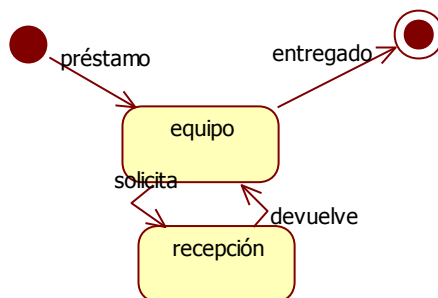 préstamo
entregado
equipo
solicita
devuelve
recepción